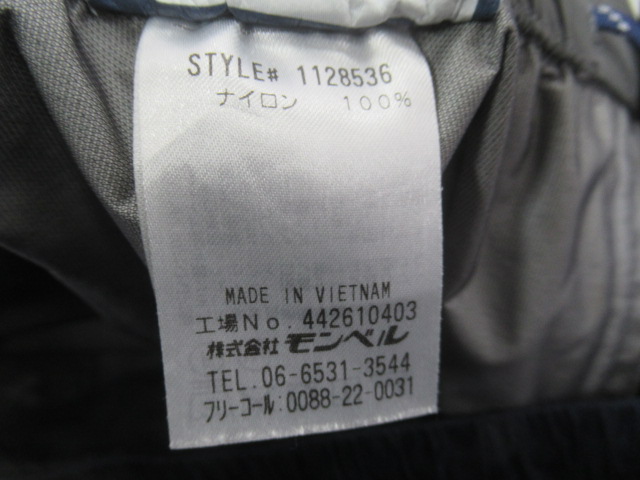 STYLE# 1128536
ナイロン 100%
MADE IN VIETNAM
工場No. 442610403
株式会社 モンベル
TEL.06-6531-3544
フリーコール:0088-22-0031